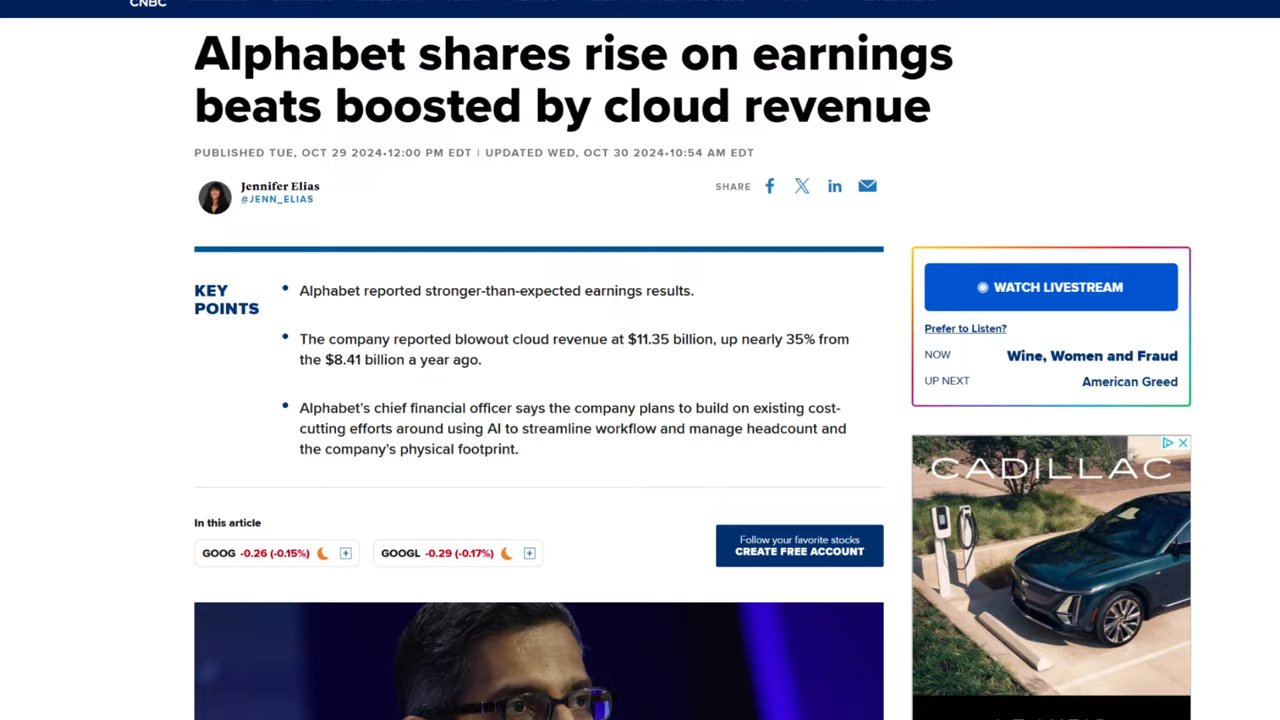 CNBC
Alphabet shares rise on earnings
beats boosted by cloud revenue
PUBLISHED TUE, OCT 29 2024•12:00 PM EDT | UPDATED WED, OCT 30 2024•10:54 AM EDT
Jennifer Elias
@JENN_ELIAS
SHARE
KEY
POINTS
• Alphabet reported stronger-than-expected earnings results.
• The company reported blowout cloud revenue at $11.35 billion, up nearly 35% from
the $8.41 billion a year ago.
• Alphabet’s chief financial officer says the company plans to build on existing cost-
cutting efforts around using AI to streamline workflow and manage headcount and
the company’s physical footprint.
In this article
GOOG -0.26 (-0.15%)
GOOGL -0.29 (-0.17%)
Follow your favorite stocks
CREATE FREE ACCOUNT
WATCH LIVESTREAM
Prefer to Listen?
NOW Wine, Women and Fraud
UP NEXT American Greed
CADILLAC